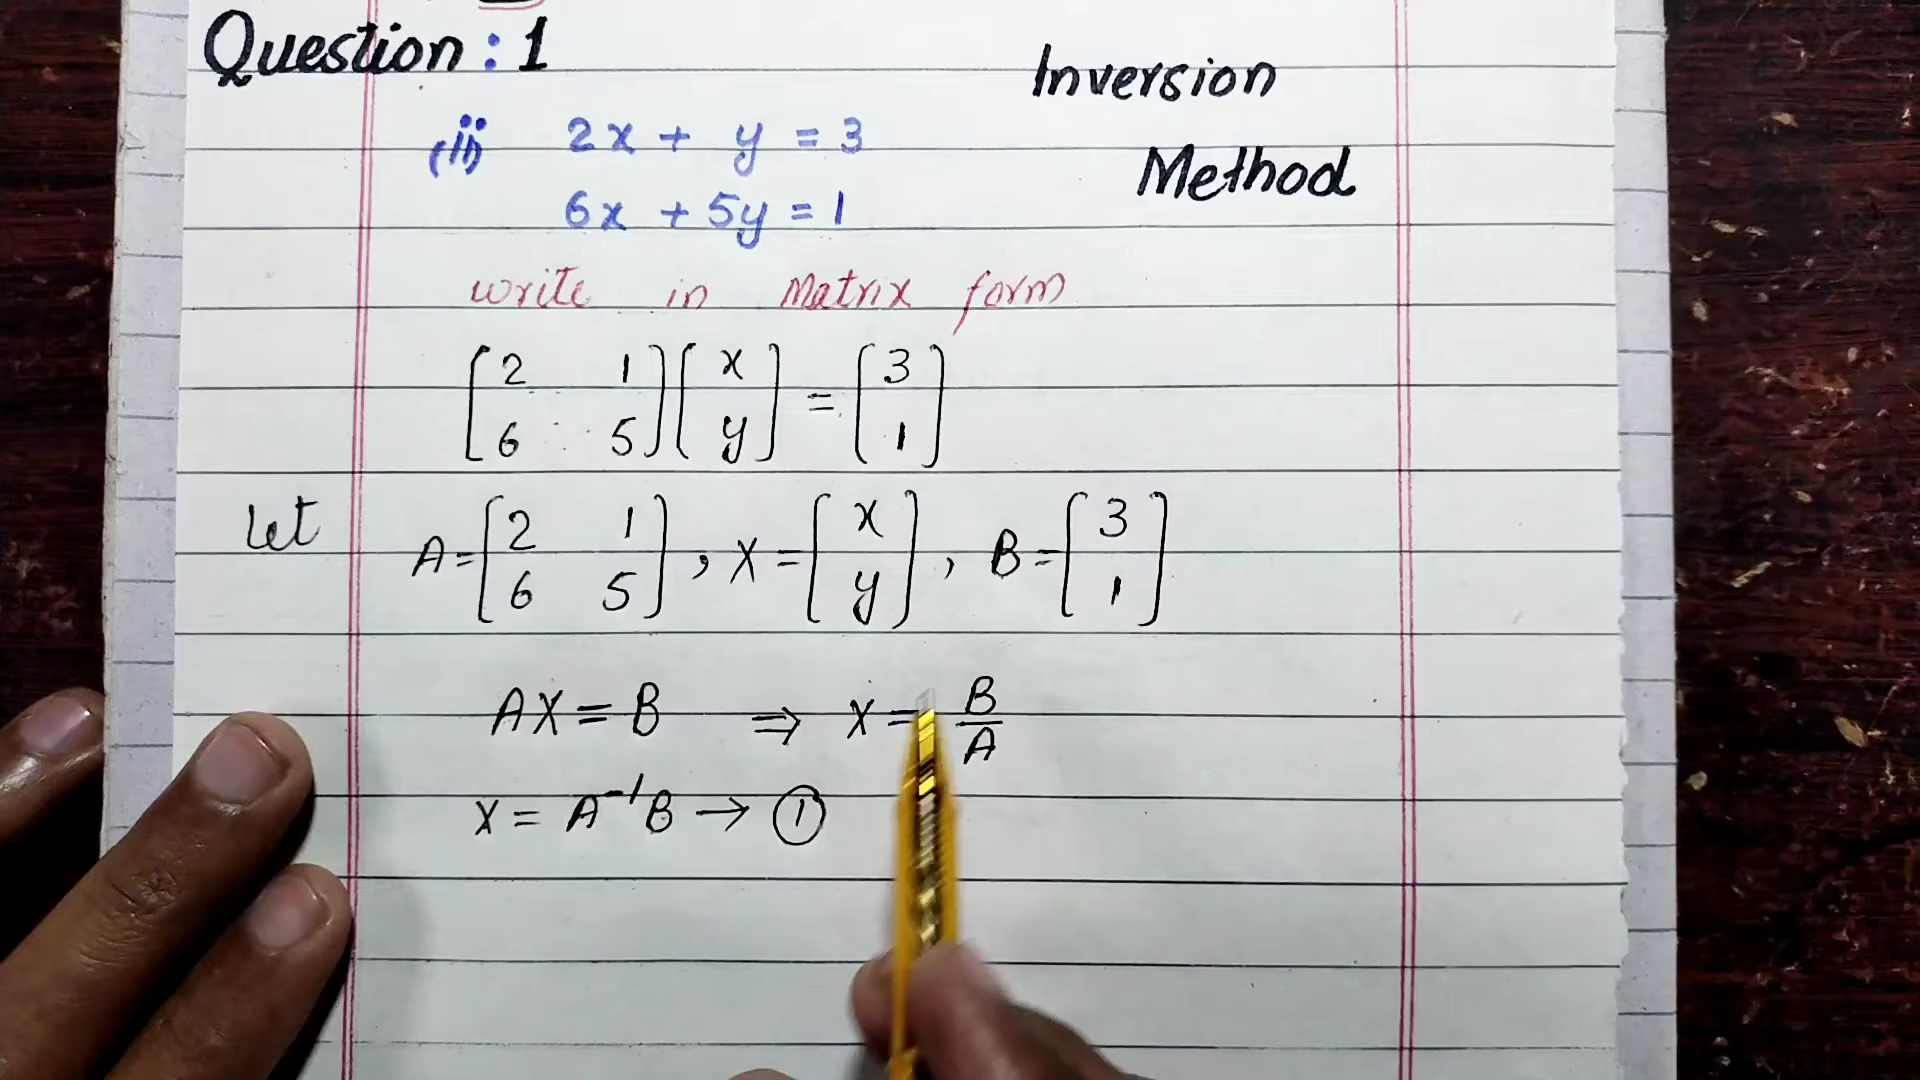 Question : 1
Inversion
Method
(ii) 2x + y = 3
6x + 5y = 1
write in Matrix form
[2 1
6 5] [x
y] = [3
1]
Let A = [2 1
6 5] , X = [x
y] , B = [3
1]
AX = B ⇒ X = B/A
X = A⁻¹B → ①